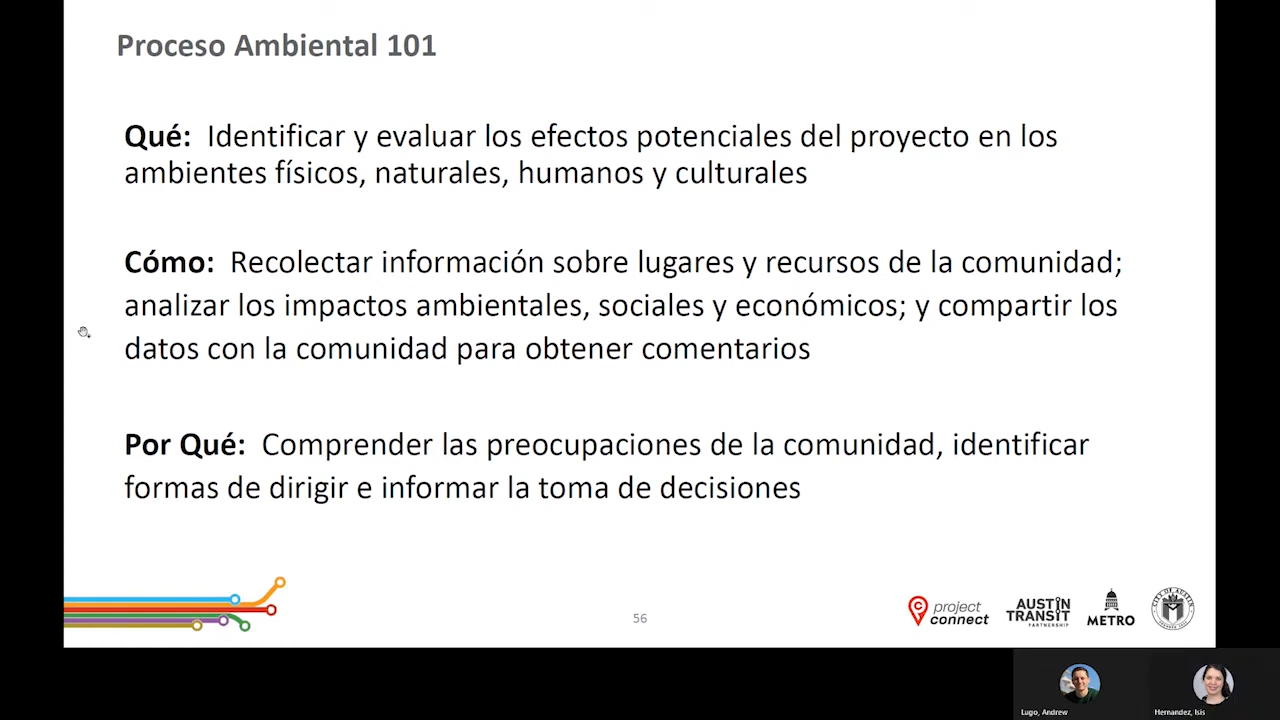 Proceso Ambiental 101
Qué: Identificar y evaluar los efectos potenciales del proyecto en los
ambientes físicos, naturales, humanos y culturales
Cómo: Recolectar información sobre lugares y recursos de la comunidad;
analizar los impactos ambientales, sociales y económicos; y compartir los
datos con la comunidad para obtener comentarios
Por Qué: Comprender las preocupaciones de la comunidad, identificar
formas de dirigir e informar la toma de decisiones
56
project
connect
AUSTIN
TRANSIT
PARTNERSHIP
METRO
CITY OF AUSTIN
Lugo, Andrew
Hernandez, Isis